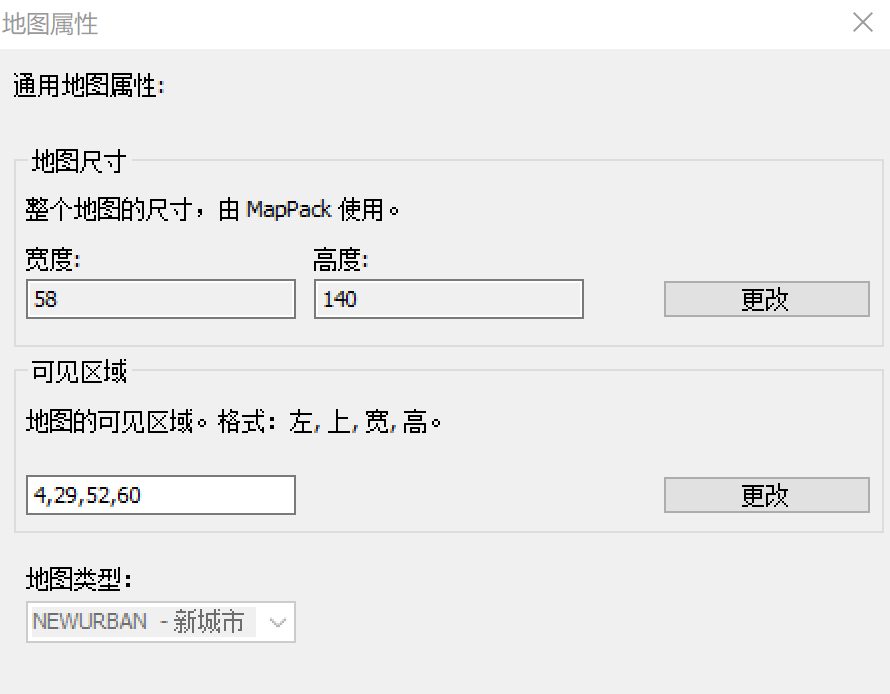 地图属性
通用地图属性:
地图尺寸
整个地图的尺寸，由 MapPack 使用。
宽度:
高度:
58
140
更改
可见区域
地图的可见区域。格式：左, 上, 宽, 高。
4,29,52,60
更改
地图类型：
NEWURBAN - 新城市